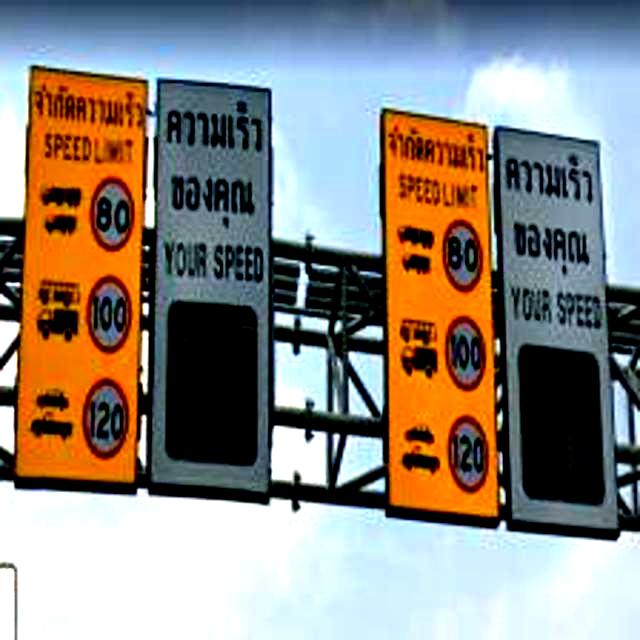 จำกัดความเร็ว
SPEED LIMIT
80
100
120
ความเร็ว
ของคุณ
YOUR SPEED
จำกัดความเร็ว
SPEED LIMIT
80
100
120
ความเร็ว
ของคุณ
YOUR SPEED